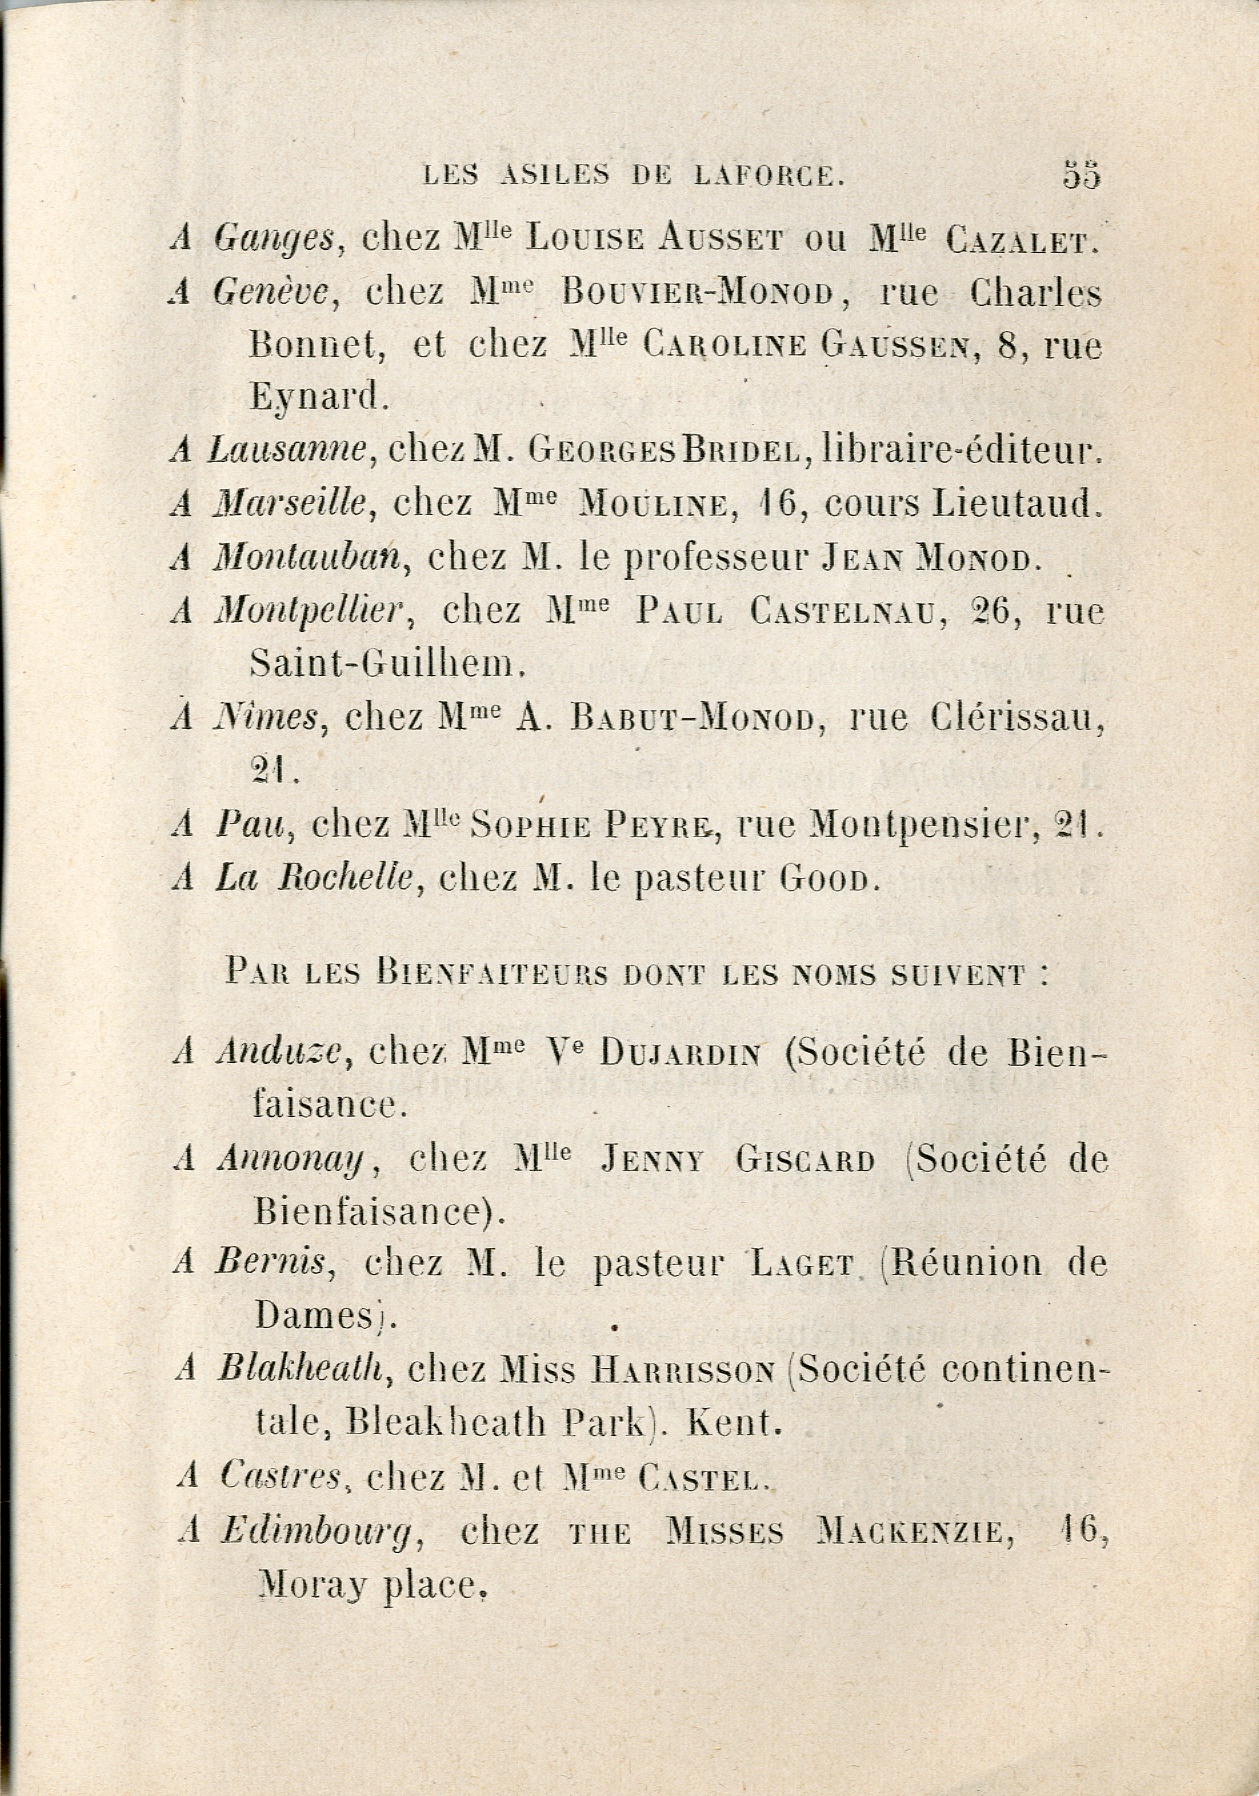 LES ASILES DE LAFORCE. 55
A Ganges, chez Mlle LOUISE AUSSET ou Mlle CAZALET.
A Genève, chez Mme BOUVIER-MONOD, rue Charles
Bonnet, et chez Mlle CAROLINE GAUSSEN, 8, rue
Eynard.
A Lausanne, chez M. GEORGES BRIDEL, libraire-éditeur.
A Marseille, chez Mme MOULINE, 16, cours Lieutaud.
A Montauban, chez M. le professeur JEAN MONOD.
A Montpellier, chez Mme PAUL CASTELNAU, 26, rue
Saint-Guilhem.
A Nîmes, chez Mme A. BABUT-MONOD, rue Clérissau,
21.
A Pau, chez Mlle SOPHIE PEYRE, rue Montpensier, 21.
A La Rochelle, chez M. le pasteur GOOD.
PAR LES BIENFAITEURS DONT LES NOMS SUIVENT :
A Anduze, chez Mme Ve DUJARDIN (Société de Bien-
faisance.
A Annonay, chez Mlle JENNY GISCARD (Société de
Bienfaisance).
A Bernis, chez M. le pasteur LAGET (Réunion de
Dames).
A Blakheath, chez Miss HARRISSON (Société continen-
tale, Bleakheath Park). Kent.
A Castres, chez M. et Mme CASTEL.
A Edimbourg, chez THE MISSES MACKENZIE, 16,
Moray place.